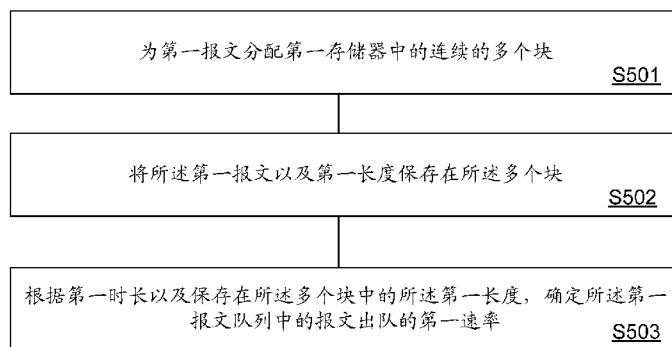 为第一报文分配第一存储器中的连续的多个块
S501
将所述第一报文以及第一长度保存在所述多个块
S502
根据第一时长以及保存在所述多个块中的所述第一长度，确定所述第一
报文队列中的报文出队的第一速率
S503